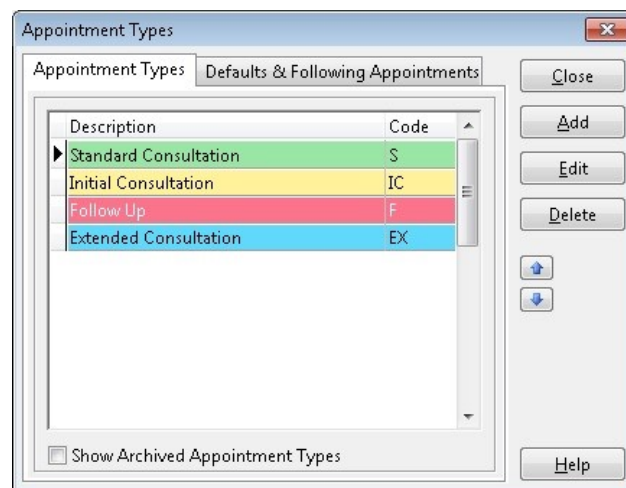 Appointment Types
Appointment Types Defaults & Following Appointments
Close
Add
Edit
Delete
Description Code
Standard Consultation S
Initial Consultation IC
Follow Up F
Extended Consultation EX
Show Archived Appointment Types
Help